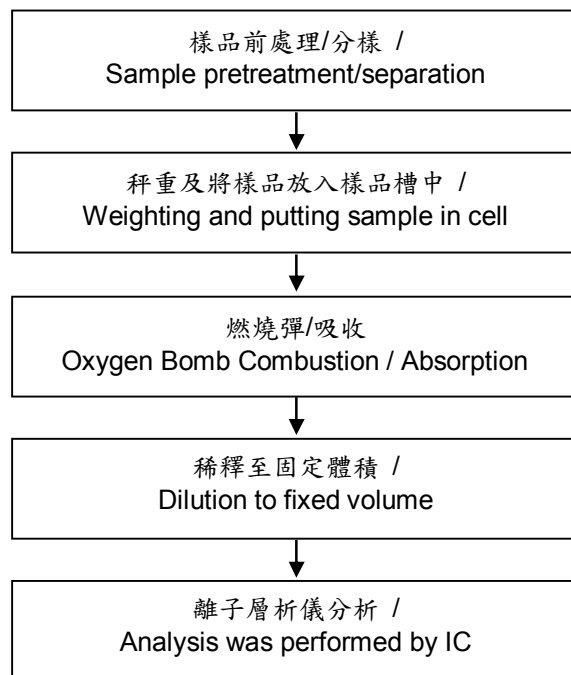 樣品前處理/分樣 /
Sample pretreatment/separation
秤重及將樣品放入樣品槽中 /
Weighting and putting sample in cell
燃燒彈/吸收
Oxygen Bomb Combustion / Absorption
稀釋至固定體積 /
Dilution to fixed volume
離子層析儀分析 /
Analysis was performed by IC